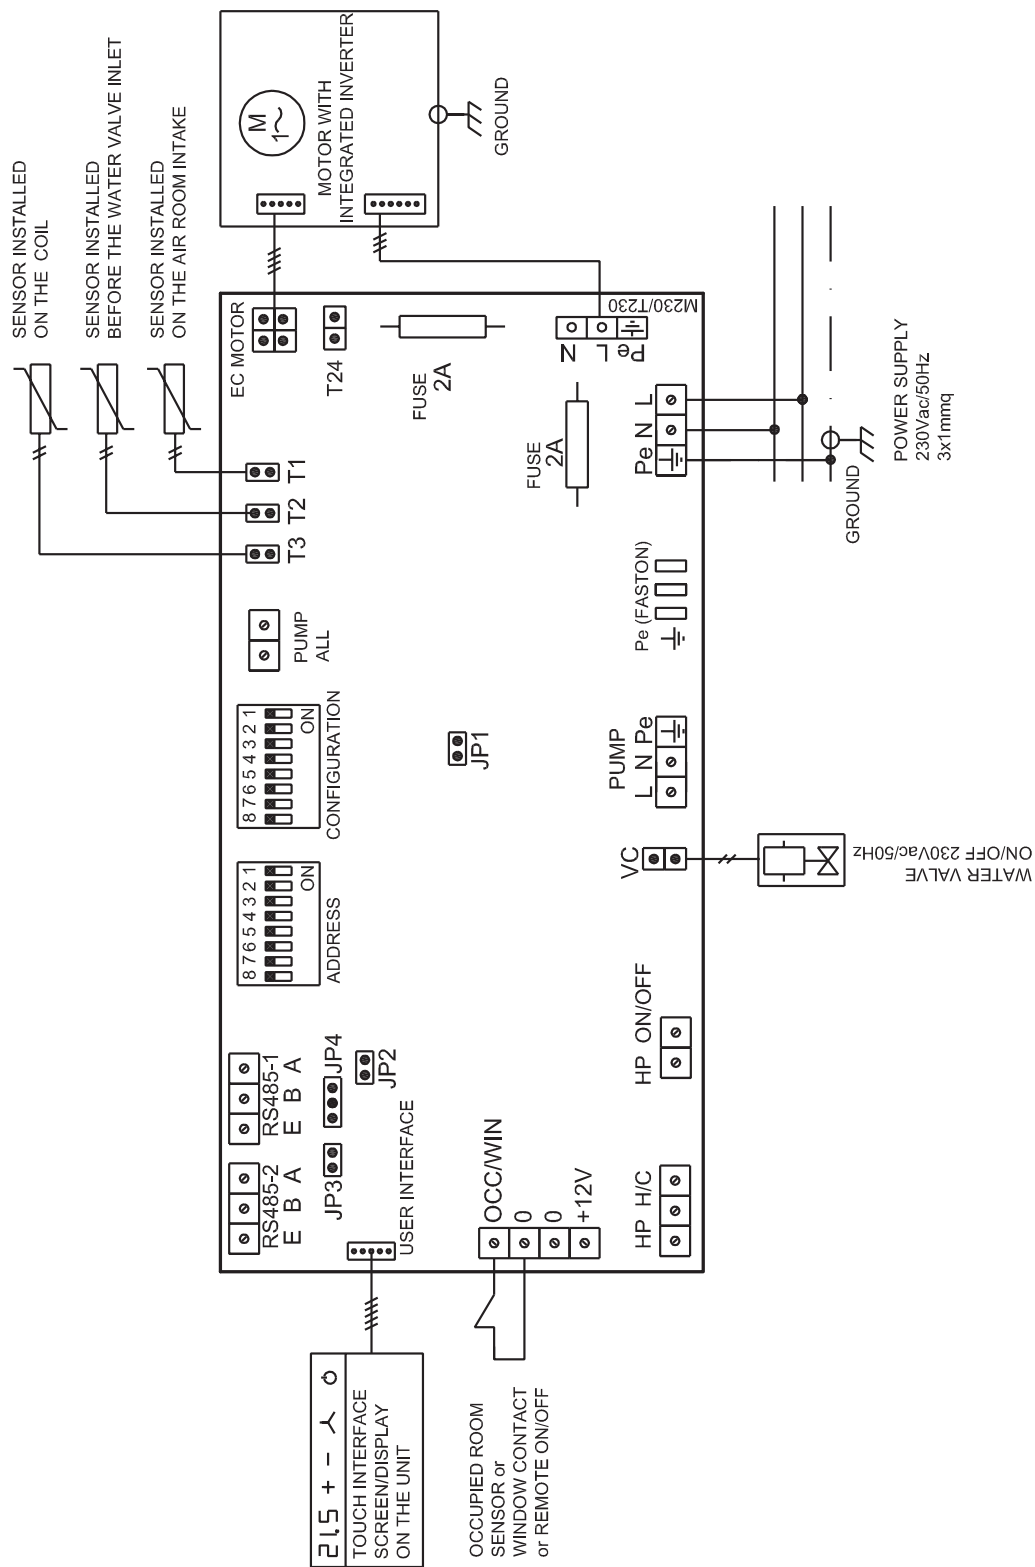 21.5 + -
TOUCH INTERFACE
SCREEN/DISPLAY
ON THE UNIT
OCCUPIED ROOM
SENSOR or
WINDOW CONTACT
or REMOTE ON/OFF
RS485-2
E B A
RS485-1
E B A
JP3
JP4
JP2
USER INTERFACE
OCC/WIN
0
0
+12V
HP H/C
HP ON/OFF
8 7 6 5 4 3 2 1
ON
ADDRESS
8 7 6 5 4 3 2 1
ON
CONFIGURATION
PUMP
ALL
JP1
VC
WATER VALVE
ON/OFF 230Vac/50Hz
PUMP
L N Pe
Pe (FASTON)
T3
T2
T1
SENSOR INSTALLED
ON THE COIL
SENSOR INSTALLED
BEFORE THE WATER VALVE INLET
SENSOR INSTALLED
ON THE AIR ROOM INTAKE
EC MOTOR
T24
FUSE
2A
FUSE
2A
Pe N L
N
L
Pe
M230/T230
M
1~
MOTOR WITH
INTEGRATED INVERTER
GROUND
GROUND
POWER SUPPLY
230Vac/50Hz
3x1mmq